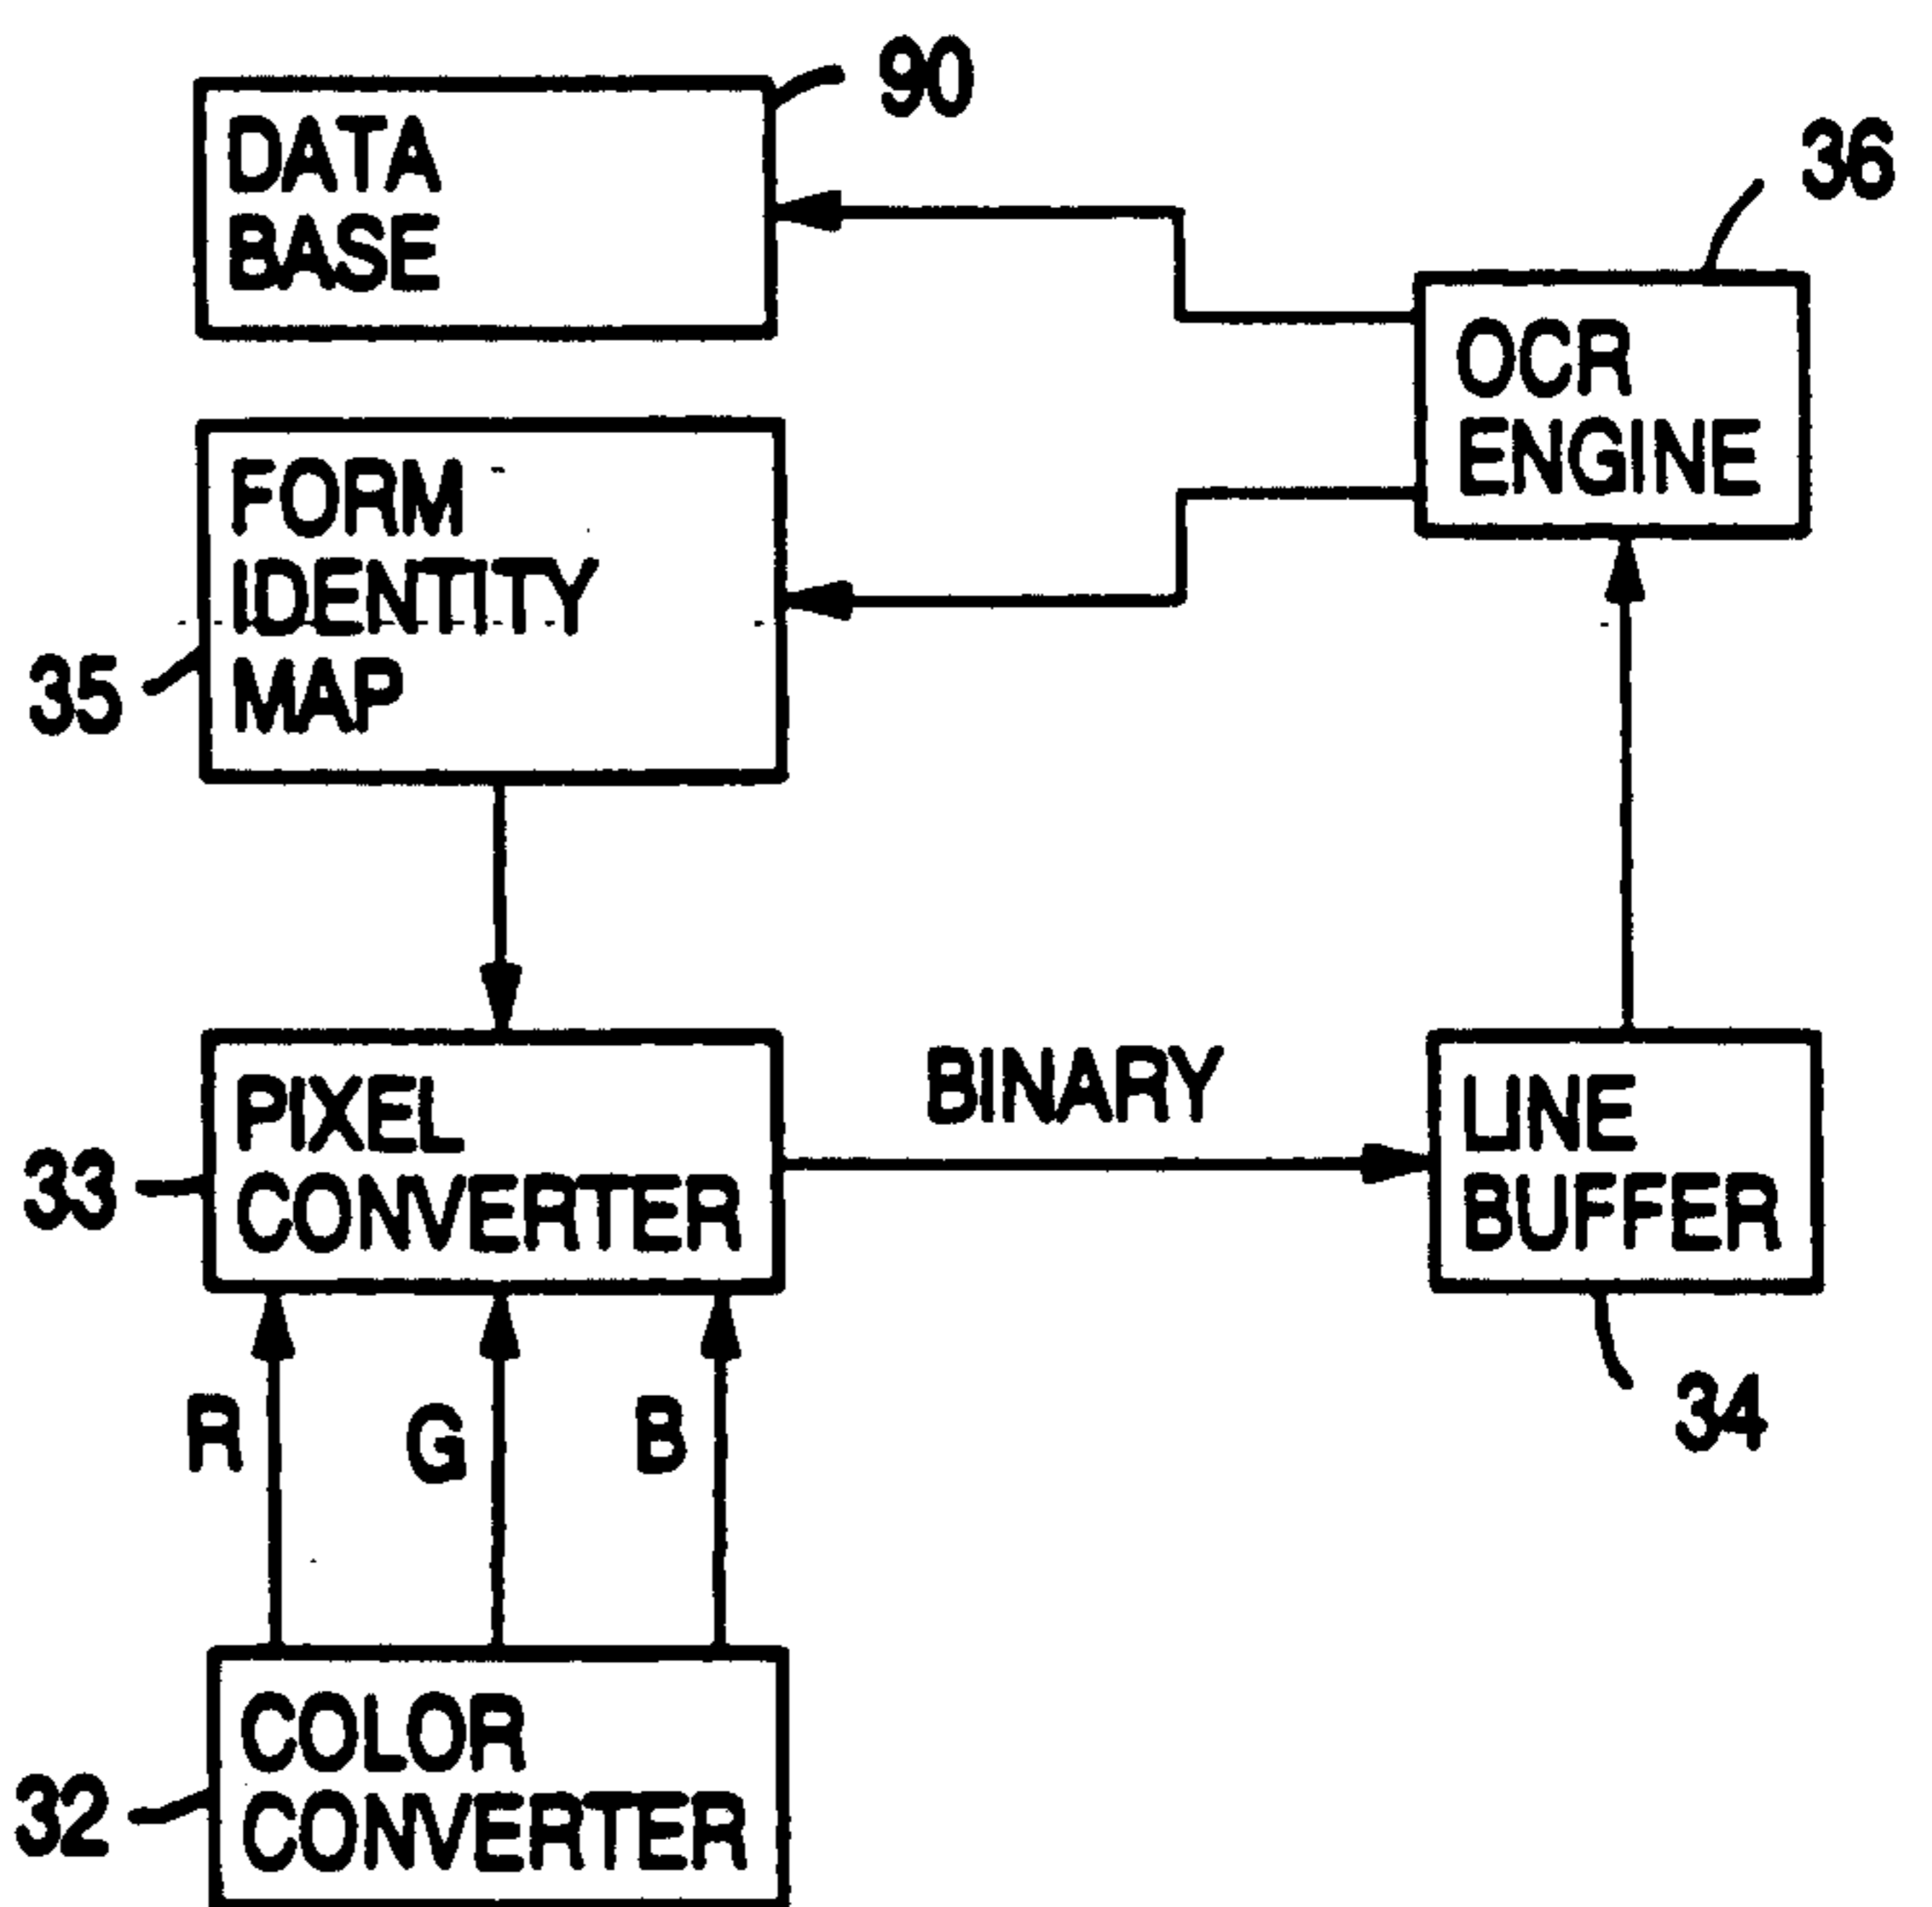 90
DATA
BASE
36
OCR
ENGINE
FORM
IDENTITY
MAP
35
PIXEL
CONVERTER
33
BINARY
LINE
BUFFER
34
R
G
B
COLOR
CONVERTER
32